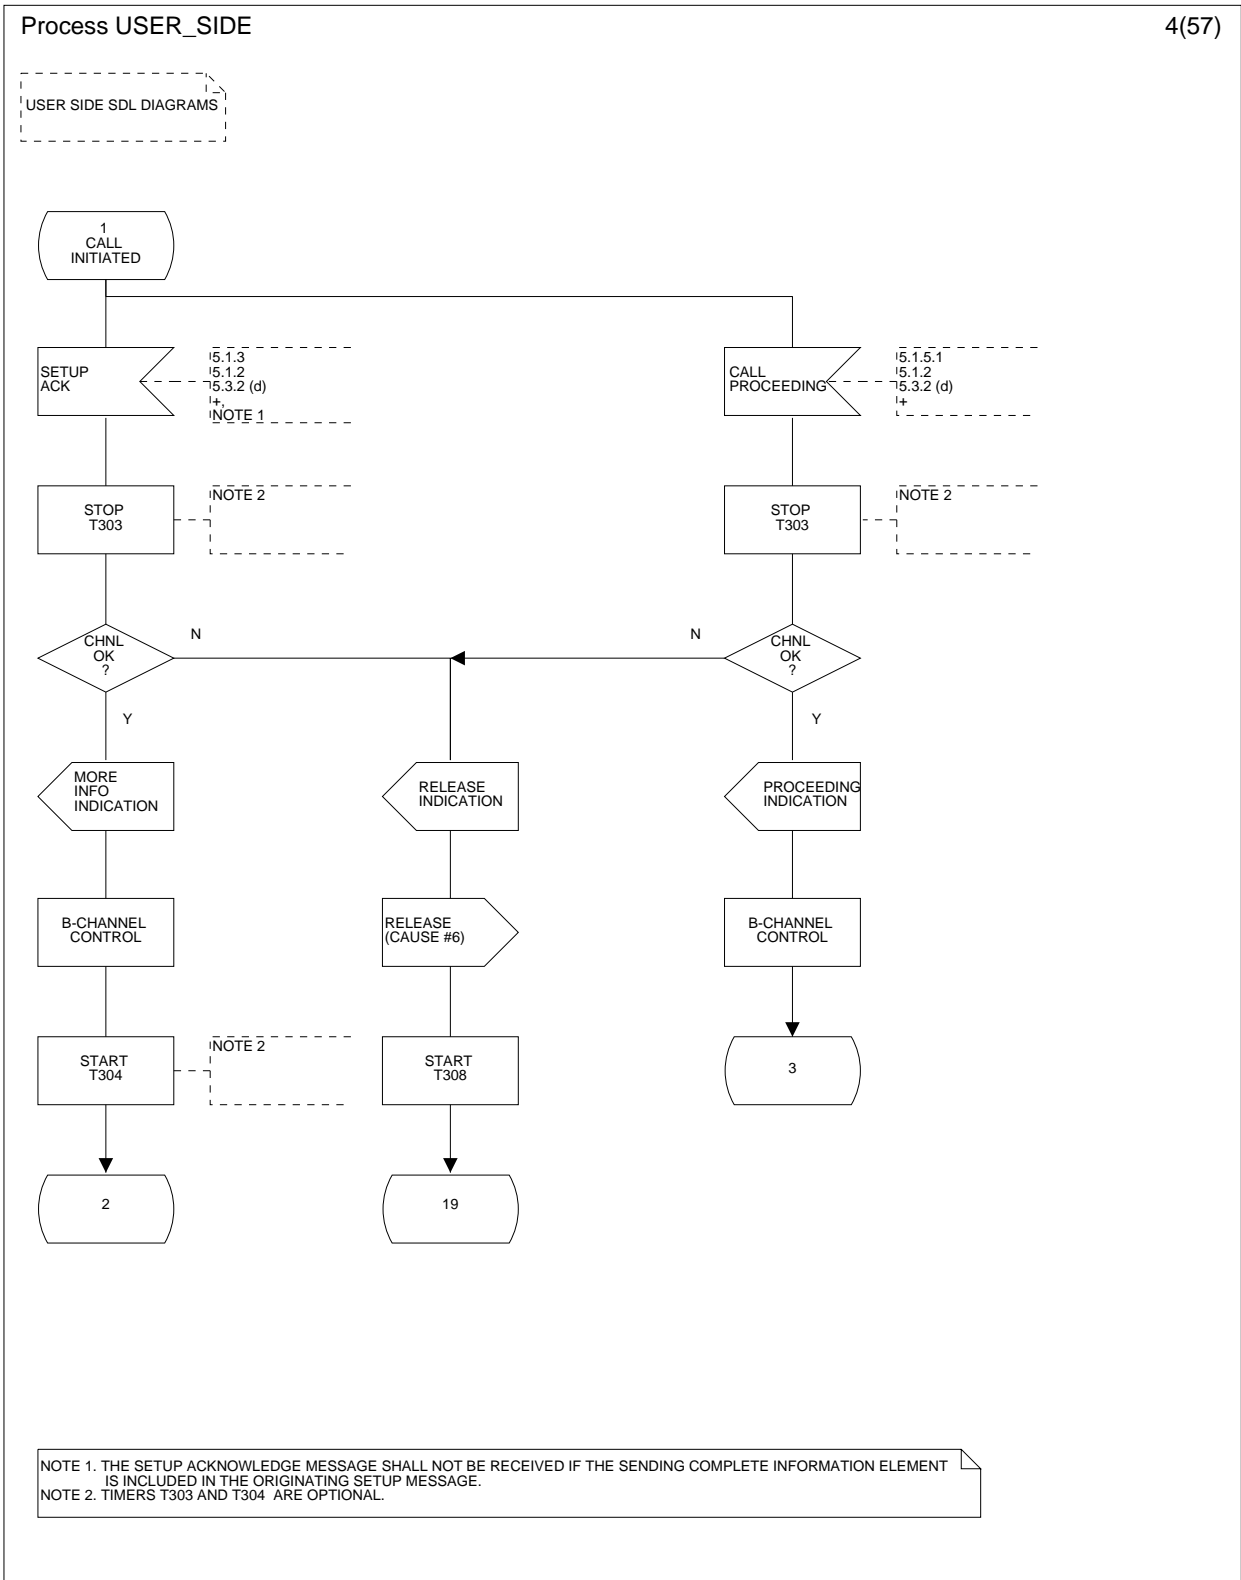 Process USER_SIDE
4(57)
USER SIDE SDL DIAGRAMS
1
CALL
INITIATED
SETUP
ACK
5.1.3
5.1.2
5.3.2 (d)
+,
NOTE 1
CALL
PROCEEDING
5.1.5.1
5.1.2
5.3.2 (d)
+
STOP
T303
NOTE 2
STOP
T303
NOTE 2
CHNL
OK
?
N
N
CHNL
OK
?
Y
Y
MORE
INFO
INDICATION
RELEASE
INDICATION
PROCEEDING
INDICATION
B-CHANNEL
CONTROL
RELEASE
(CAUSE #6)
B-CHANNEL
CONTROL
START
T304
NOTE 2
START
T308
3
2
19
NOTE 1. THE SETUP ACKNOWLEDGE MESSAGE SHALL NOT BE RECEIVED IF THE SENDING COMPLETE INFORMATION ELEMENT
IS INCLUDED IN THE ORIGINATING SETUP MESSAGE.
NOTE 2. TIMERS T303 AND T304 ARE OPTIONAL.